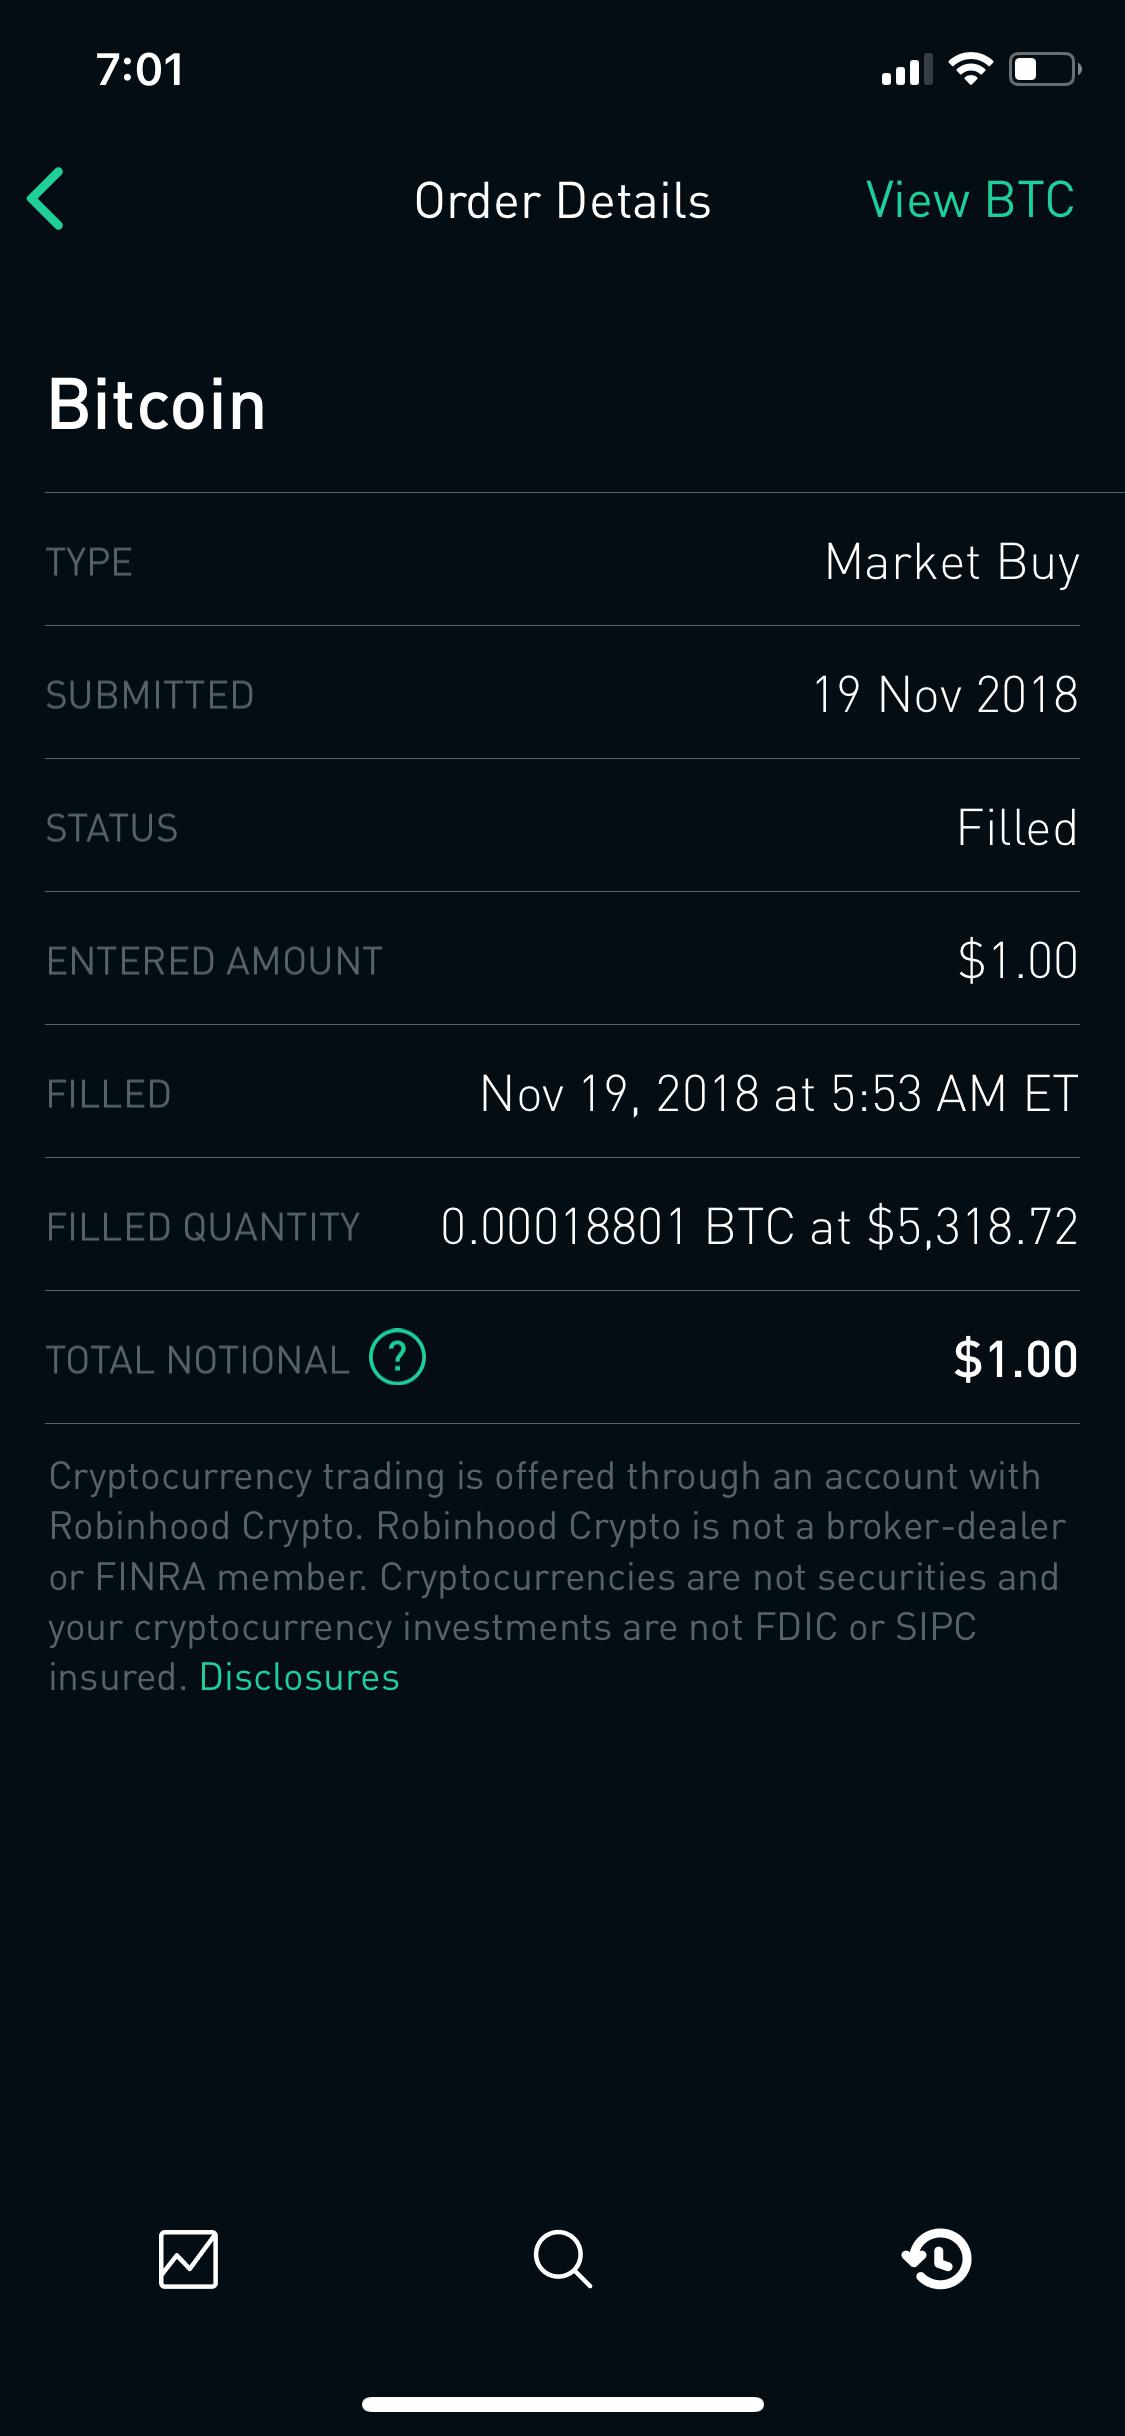 7:01
Order Details
View BTC
Bitcoin
TYPE Market Buy
SUBMITTED 19 Nov 2018
STATUS Filled
ENTERED AMOUNT $1.00
FILLED Nov 19, 2018 at 5:53 AM ET
FILLED QUANTITY 0.00018801 BTC at $5,318.72
TOTAL NOTIONAL ? $1.00
Cryptocurrency trading is offered through an account with
Robinhood Crypto. Robinhood Crypto is not a broker-dealer
or FINRA member. Cryptocurrencies are not securities and
your cryptocurrency investments are not FDIC or SIPC
insured. Disclosures